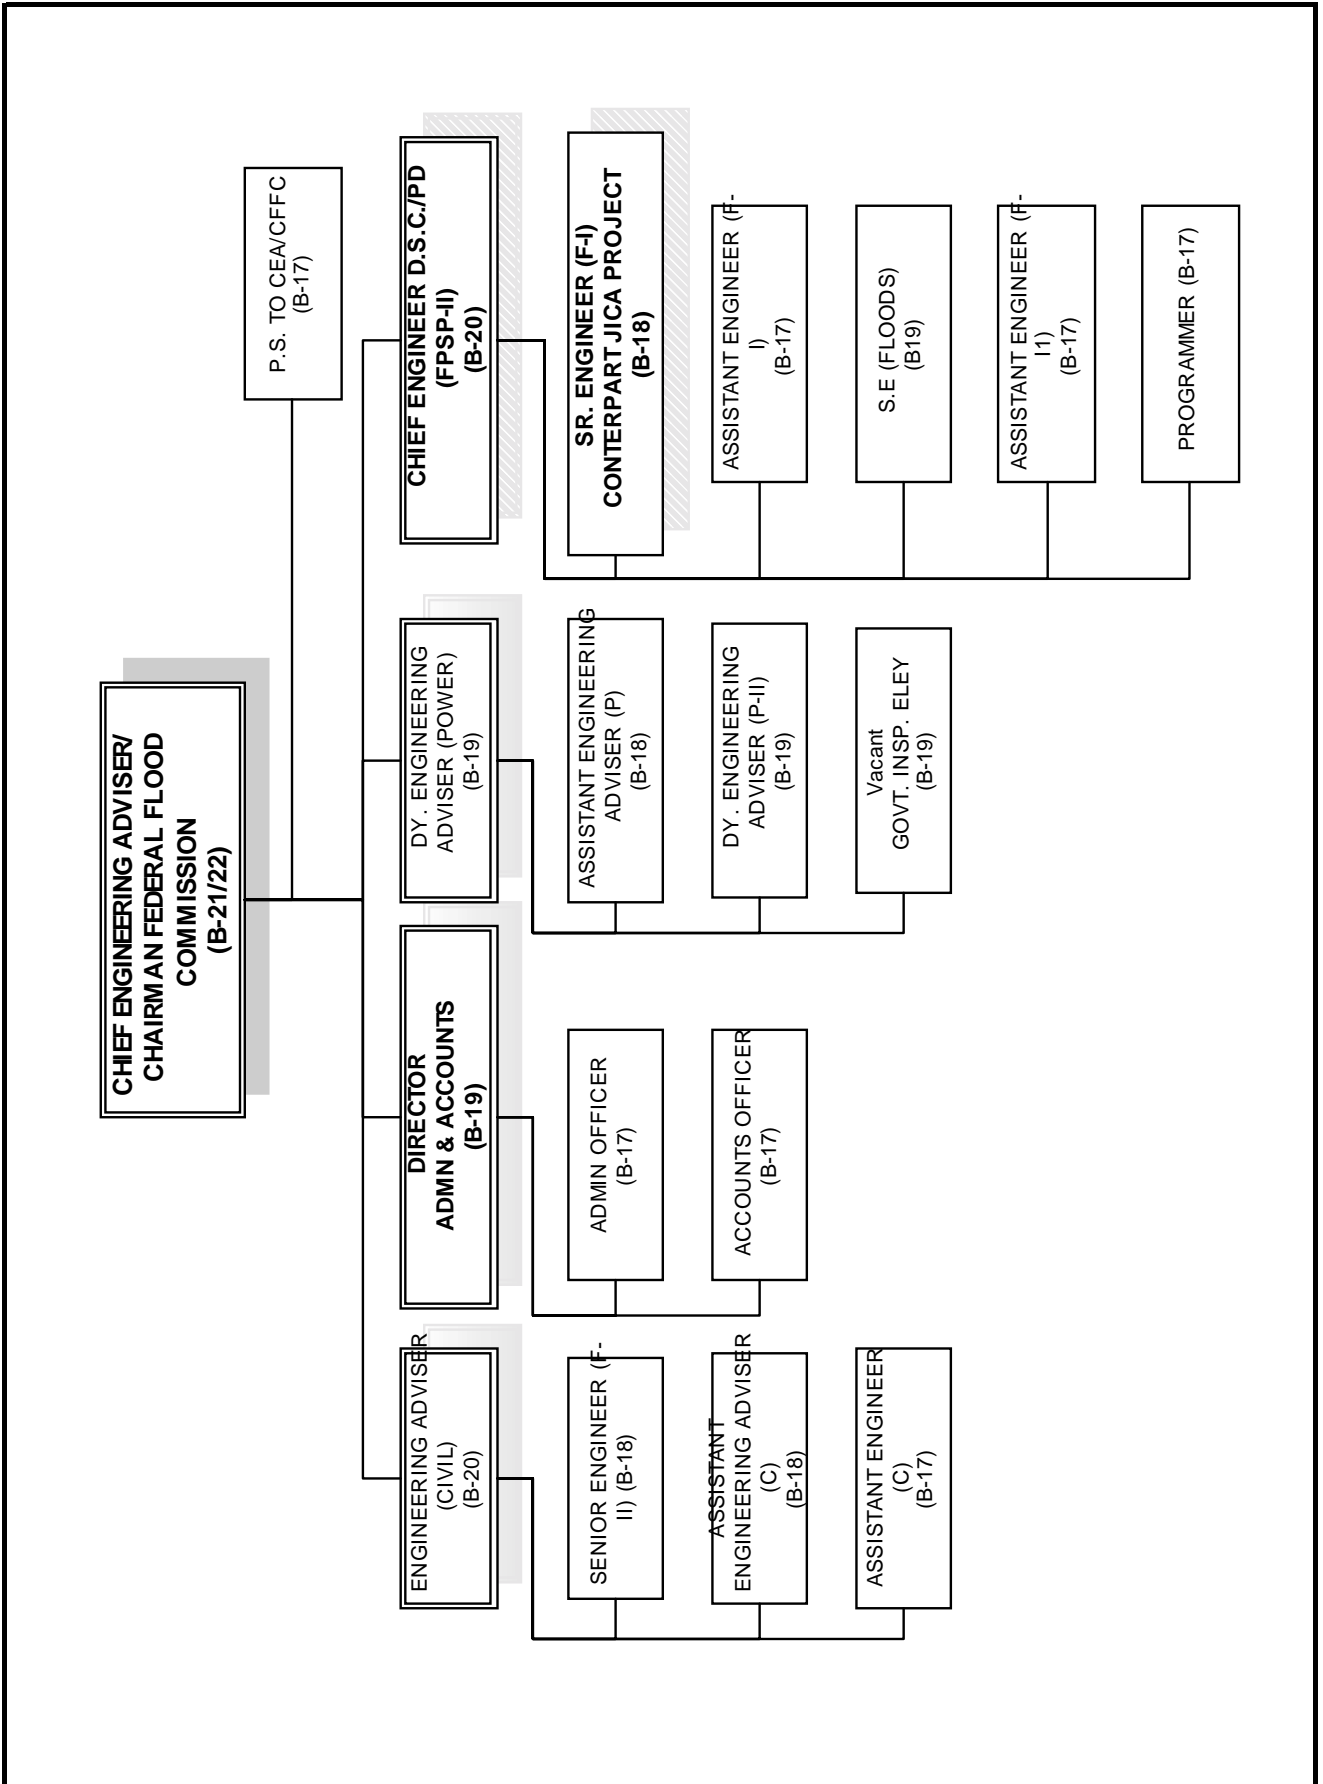 CHIEF ENGINEERING ADVISER/
CHAIRMAN FEDERAL FLOOD
COMMISSION
(B-21/22)
P.S. TO CEA/CFFC
(B-17)
ENGINEERING ADVISER
(CIVIL)
(B-20)
SENIOR ENGINEER (F-
II) (B-18)
ASSISTANT
ENGINEERING ADVISER
(C)
(B-18)
ASSISTANT ENGINEER
(C)
(B-17)
DIRECTOR
ADMN & ACCOUNTS
(B-19)
ADMIN OFFICER
(B-17)
ACCOUNTS OFFICER
(B-17)
DY. ENGINEERING
ADVISER (POWER)
(B-19)
ASSISTANT ENGINEERING
ADVISER (P)
(B-18)
DY. ENGINEERING
ADVISER (P-II)
(B-19)
Vacant
GOVT. INSP. ELEY
(B-19)
CHIEF ENGINEER D.S.C./PD
(FPSP-II)
(B-20)
SR. ENGINEER (F-I)
CONTERPART JICA PROJECT
(B-18)
ASSISTANT ENGINEER (F-
I)
(B-17)
S.E (FLOODS)
(B19)
ASSISTANT ENGINEER (F-
I1)
(B-17)
PROGRAMMER (B-17)